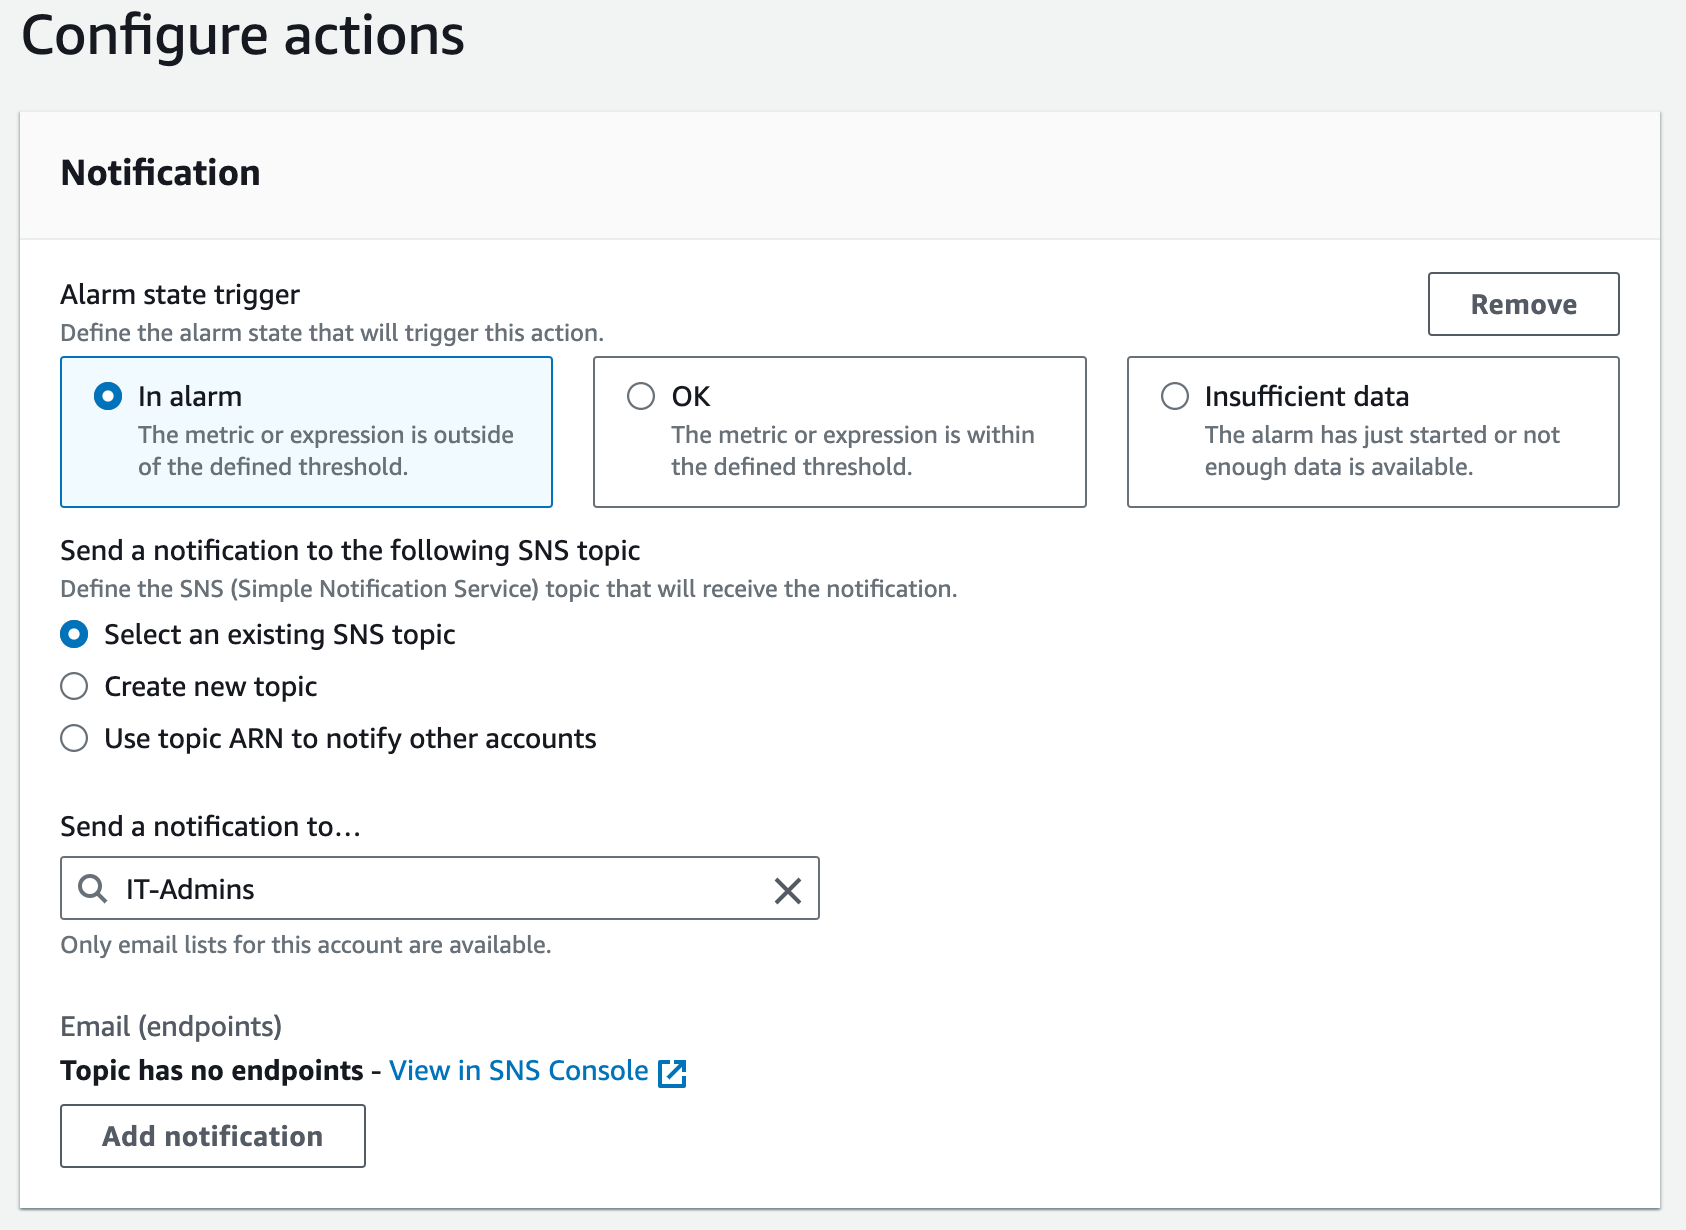 Configure actions
Notification
Alarm state trigger
Define the alarm state that will trigger this action.
Remove
In alarm
The metric or expression is outside
of the defined threshold.
OK
The metric or expression is within
the defined threshold.
Insufficient data
The alarm has just started or not
enough data is available.
Send a notification to the following SNS topic
Define the SNS (Simple Notification Service) topic that will receive the notification.
Select an existing SNS topic
Create new topic
Use topic ARN to notify other accounts
Send a notification to…
IT-Admins
Only email lists for this account are available.
Email (endpoints)
Topic has no endpoints - View in SNS Console
Add notification